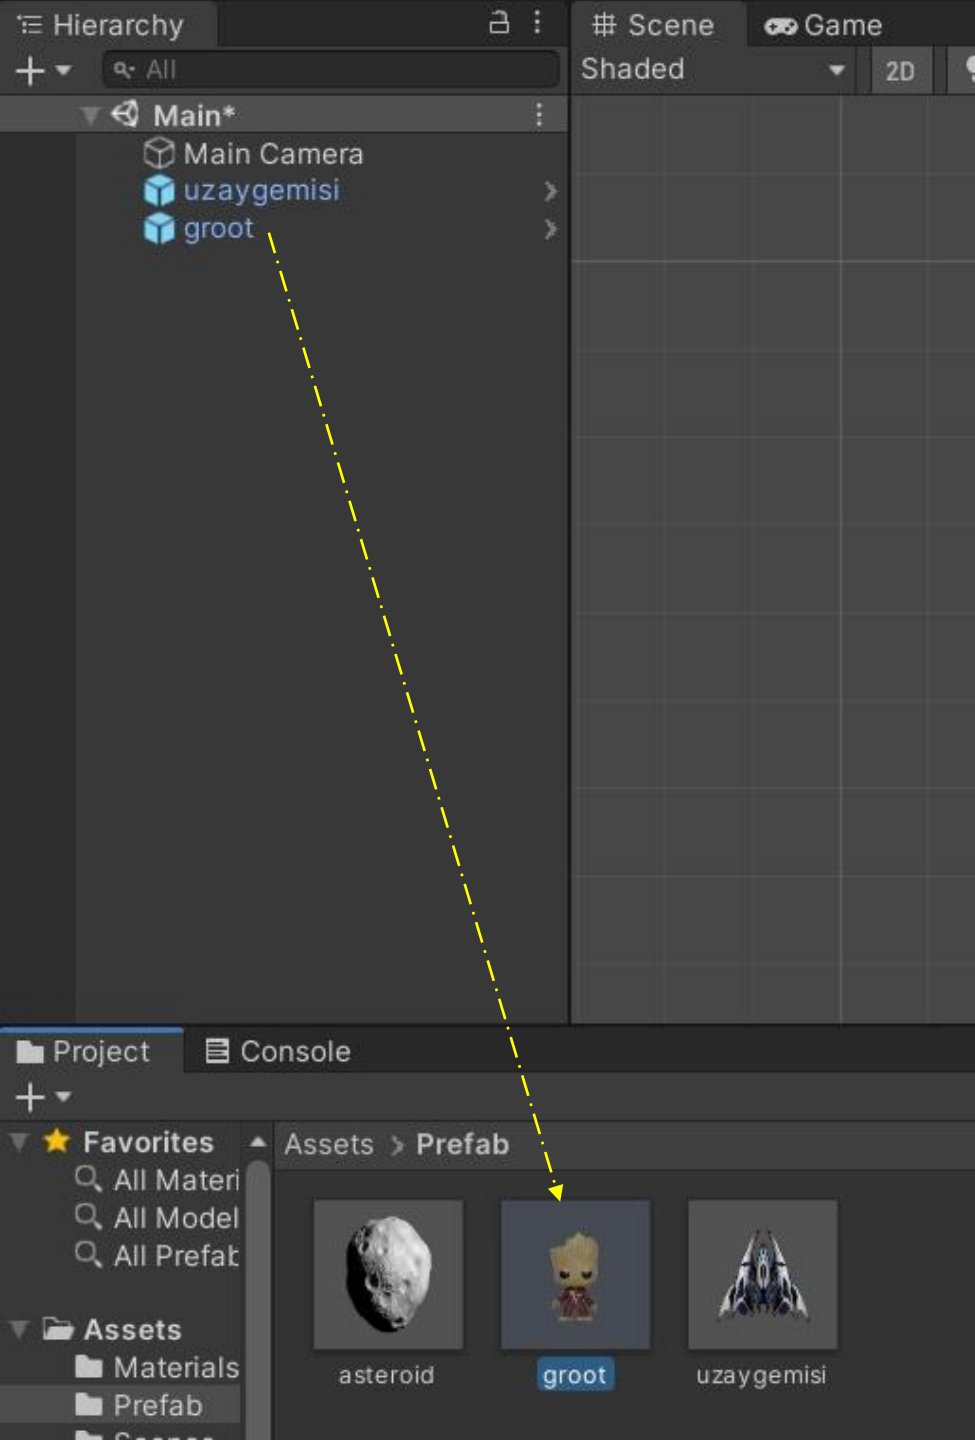 Hierarchy
All
Main*
Main Camera
uzaygemisi
groot
Scene
Game
Shaded
2D
Project
Console
Favorites
All Materi
All Model
All Prefab
Assets
Materials
Prefab
Assets > Prefab
asteroid
groot
uzaygemisi